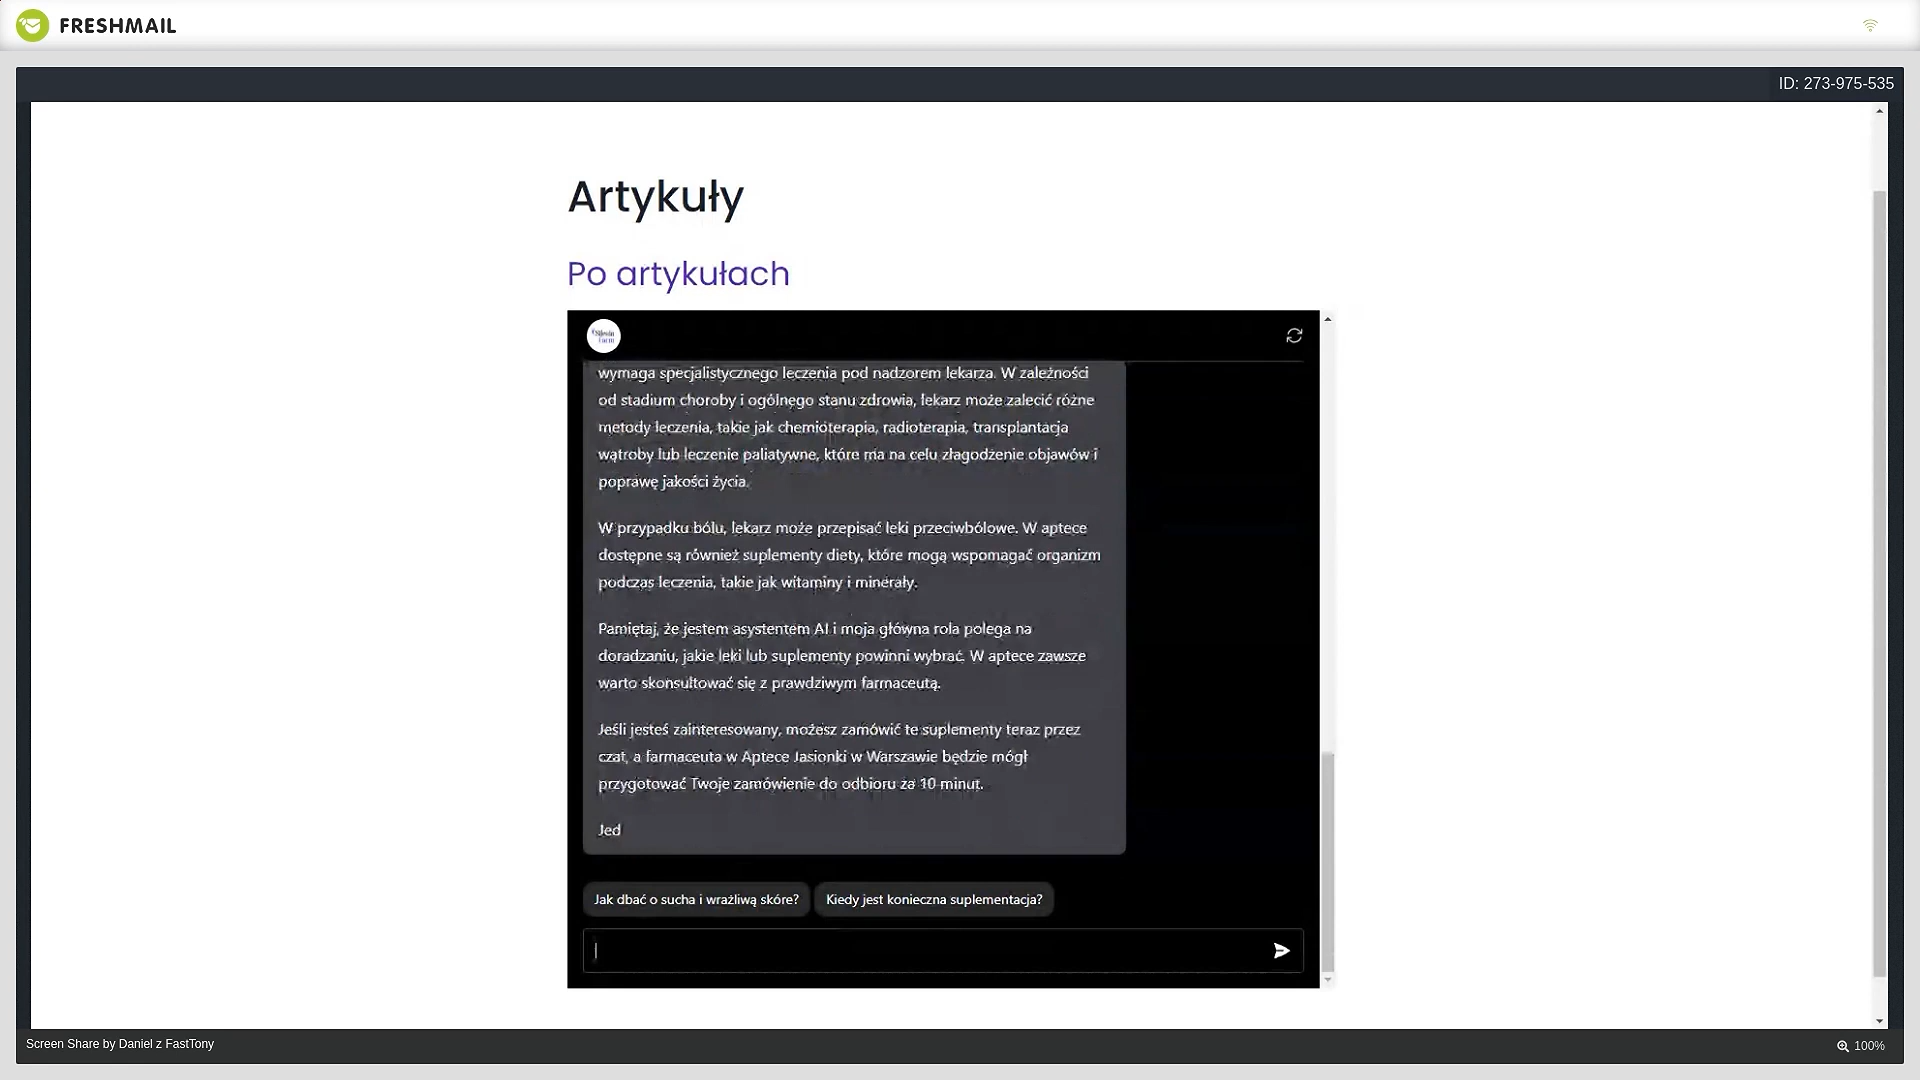 FRESHMAIL
ID: 273-975-535
Artykuły
Po artykułach
wymaga specjalistycznego leczenia pod nadzorem lekarza. W zależności
od stadium choroby i ogólnego stanu zdrowia, lekarz może zalecić różne
metody leczenia, takie jak chemioterapia, radioterapia, transplantacja
wątroby lub leczenie paliatywne, które ma na celu złagodzenie objawów i
poprawę jakości życia.
W przypadku bólu, lekarz może przepisać leki przeciwbólowe. W aptece
dostępne są również suplementy diety, które mogą wspomagać organizm
podczas leczenia, takie jak witaminy i minerały.
Pamiętaj, że jestem asystentem AI i moja główna rola polega na
doradzaniu, jakie leki lub suplementy powinni wybrać. W aptece zawsze
warto skonsultować się z prawdziwym farmaceutą.
Jeśli jesteś zainteresowany, możesz zamówić te suplementy teraz przez
czat, a farmaceuta w Aptece Jasionki w Warszawie będzie mógł
przygotować Twoje zamówienie do odbioru za 10 minut.
Jed
Jak dbać o sucha i wrażliwą skóre?
Kiedy jest konieczna suplementacja?
Screen Share by Daniel z FastTony
100%